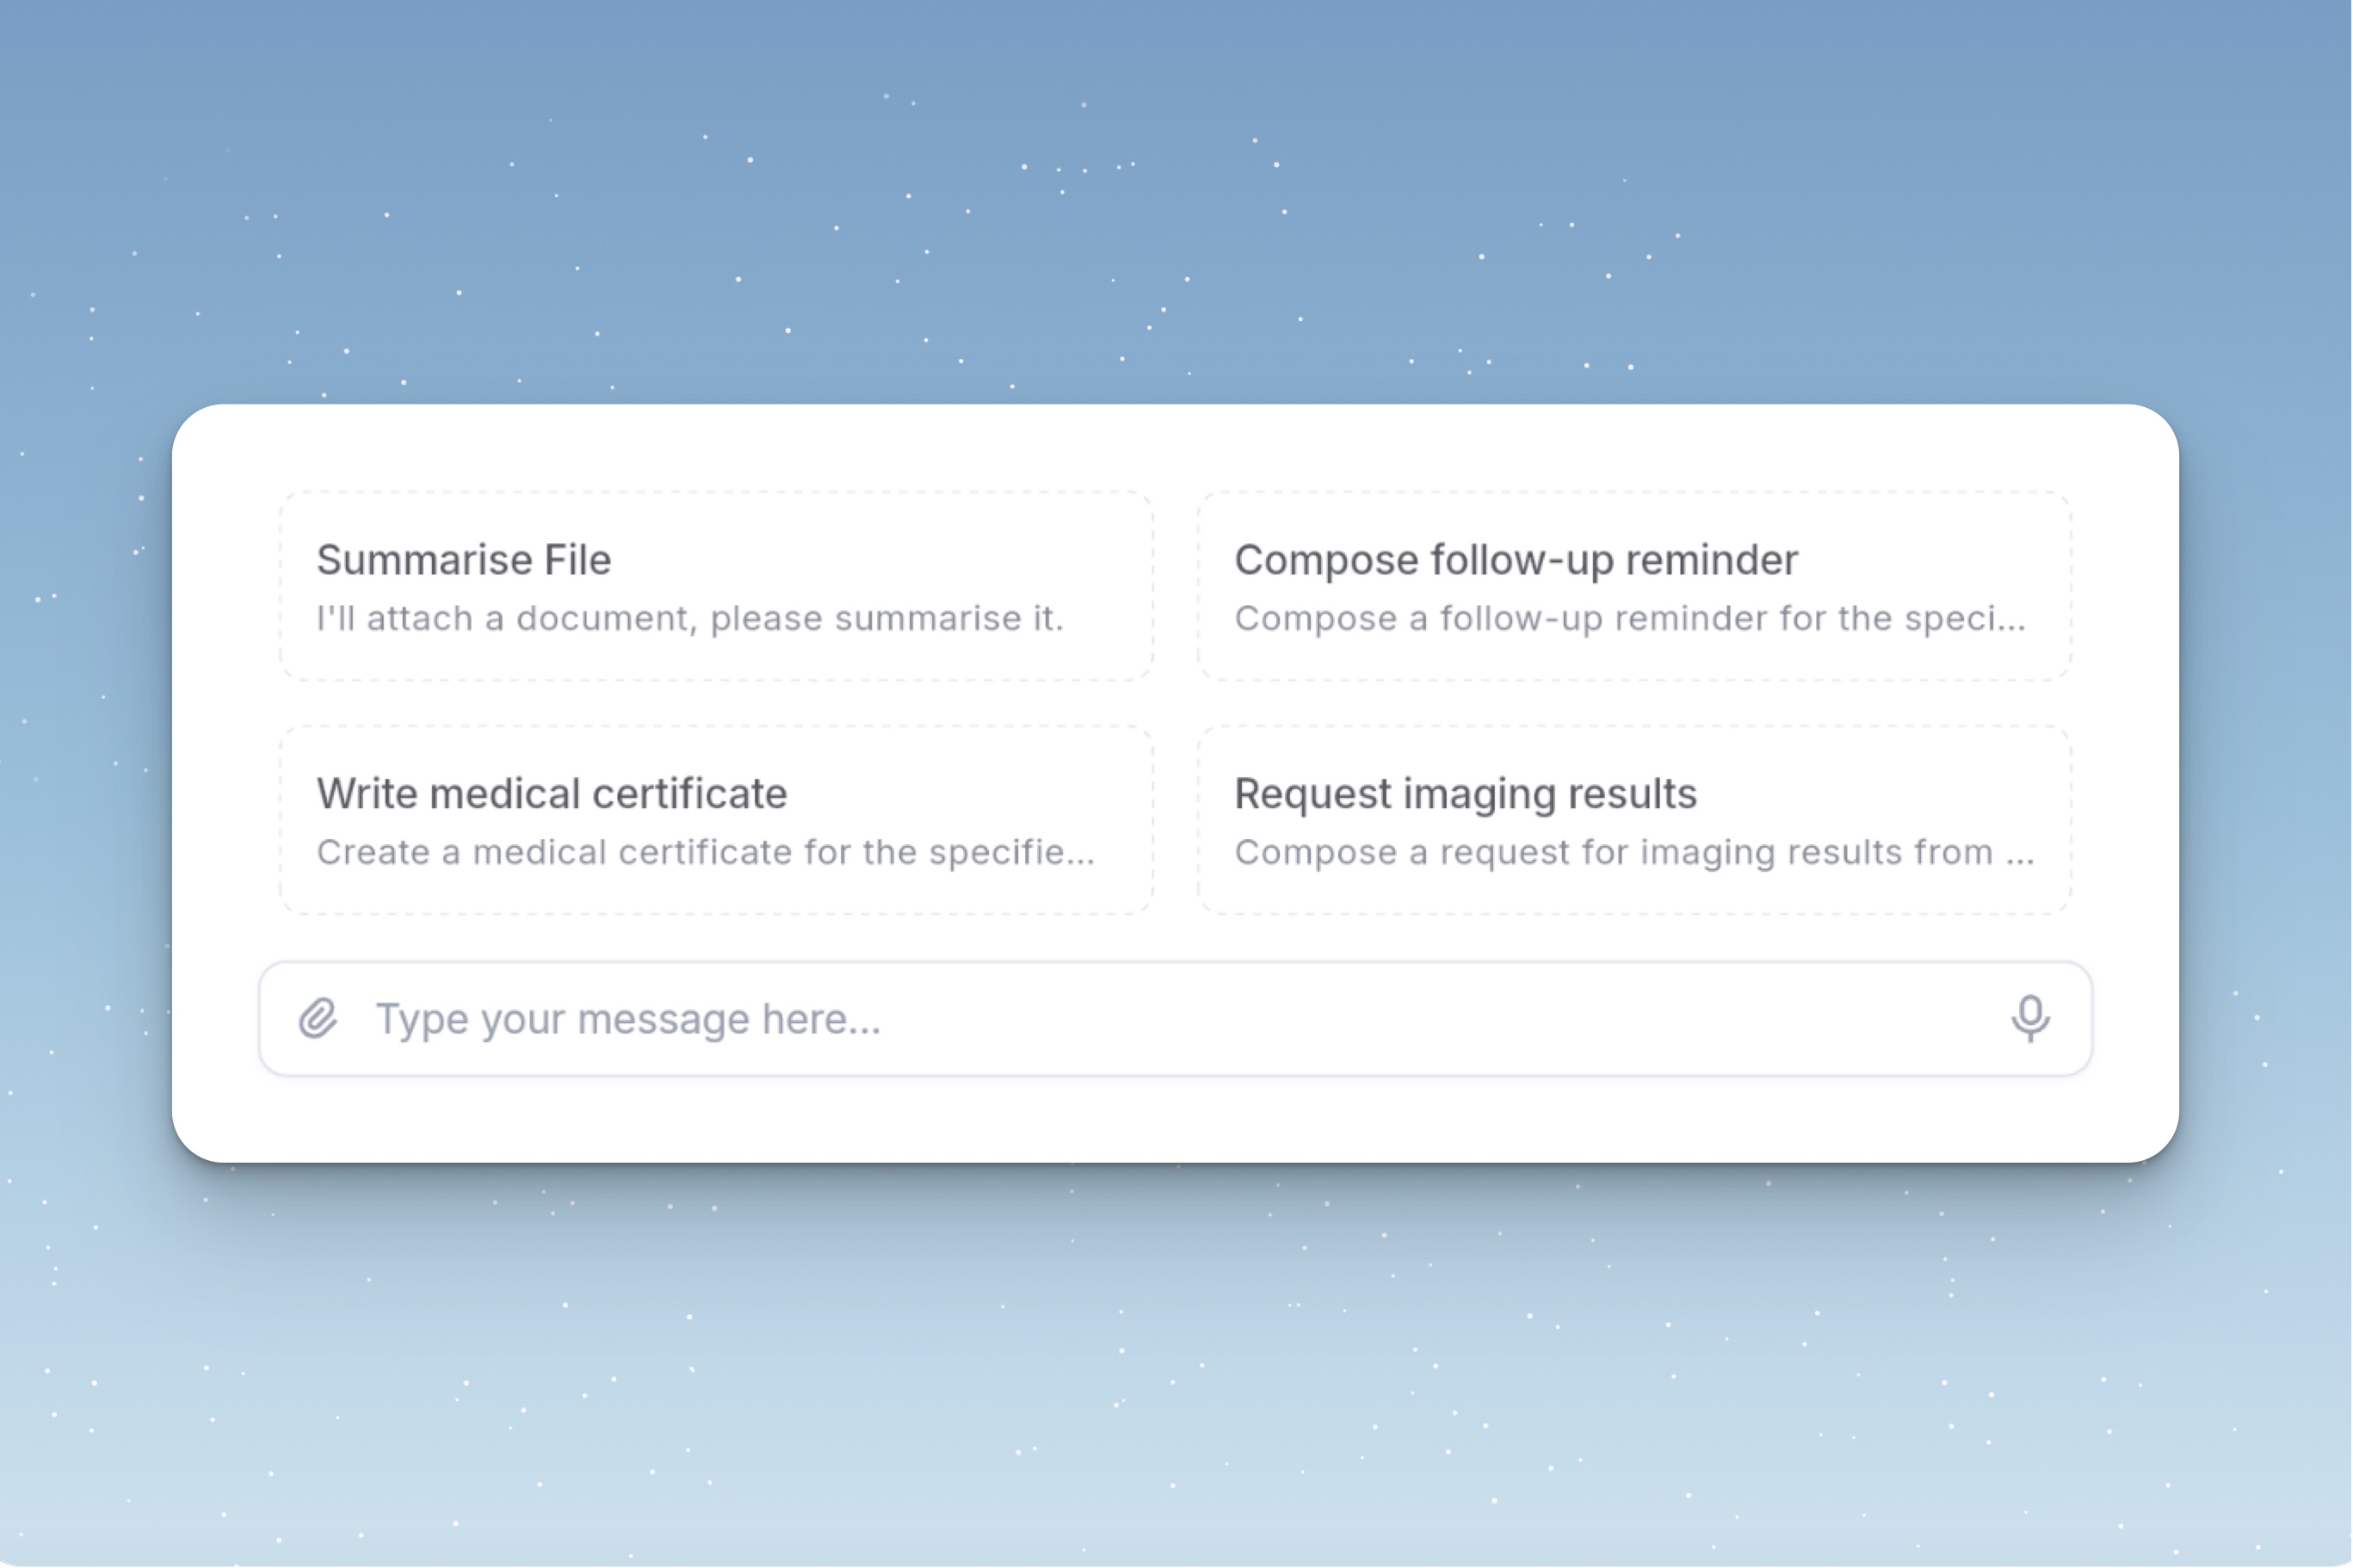 Summarise File
I'll attach a document, please summarise it.
Compose follow-up reminder
Compose a follow-up reminder for the speci...
Write medical certificate
Create a medical certificate for the specifie...
Request imaging results
Compose a request for imaging results from ...
Type your message here...